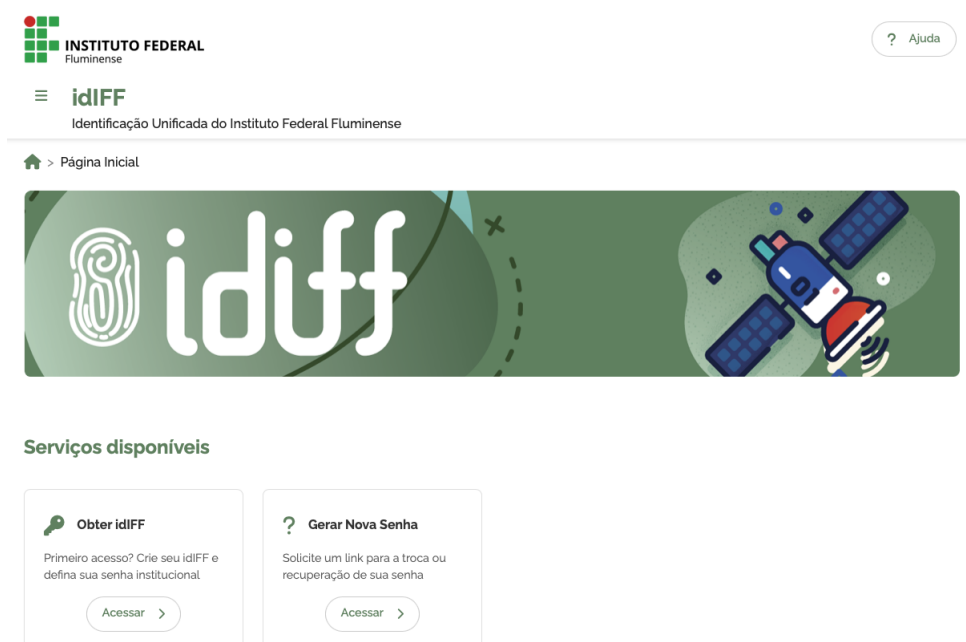 INSTITUTO FEDERAL
Fluminense
? Ajuda
idIFF
Identificação Unificada do Instituto Federal Fluminense
> Página Inicial
idiff
Serviços disponíveis
Obter idIFF
Primeiro acesso? Crie seu idIFF e
defina sua senha institucional
Acessar >
? Gerar Nova Senha
Solicite um link para a troca ou
recuperação de sua senha
Acessar >